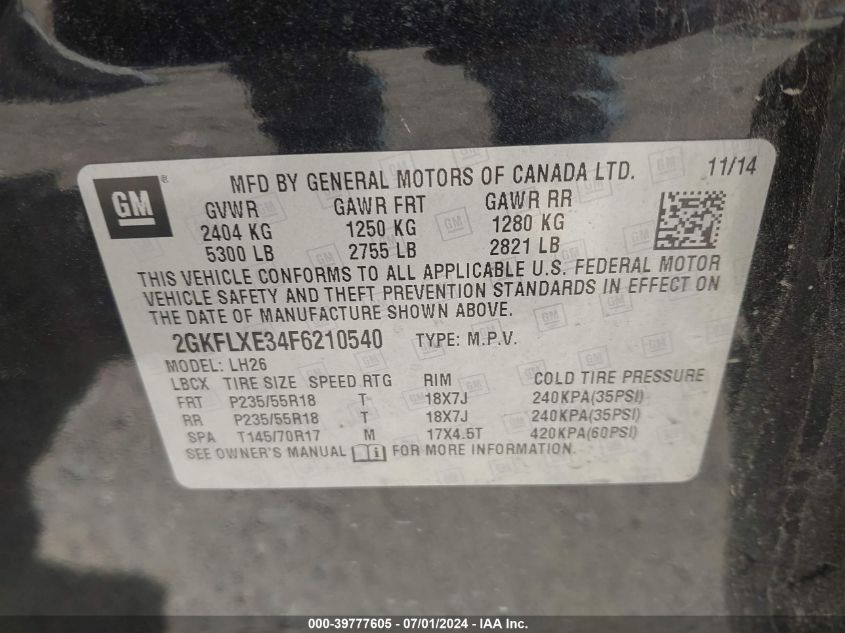 GM ®
MFD BY GENERAL MOTORS OF CANADA LTD. 11/14
GVWR GAWR FRT GAWR RR
2404 KG 1250 KG 1280 KG
5300 LB 2755 LB 2821 LB
THIS VEHICLE CONFORMS TO ALL APPLICABLE U.S. FEDERAL MOTOR
VEHICLE SAFETY AND THEFT PREVENTION STANDARDS IN EFFECT ON
THE DATE OF MANUFACTURE SHOWN ABOVE.
2GKFLXE34F6210540 TYPE: M.P.V.
MODEL: LH26
LBCX TIRE SIZE SPEED RTG RIM COLD TIRE PRESSURE
FRT P235/55R18 T 18X7J 240KPA(35PSI)
RR P235/55R18 T 18X7J 240KPA(35PSI)
SPA T145/70R17 M 17X4.5T 420KPA(60PSI)
SEE OWNER'S MANUAL FOR MORE INFORMATION.
000-39777605 - 07/01/2024 - IAA Inc.